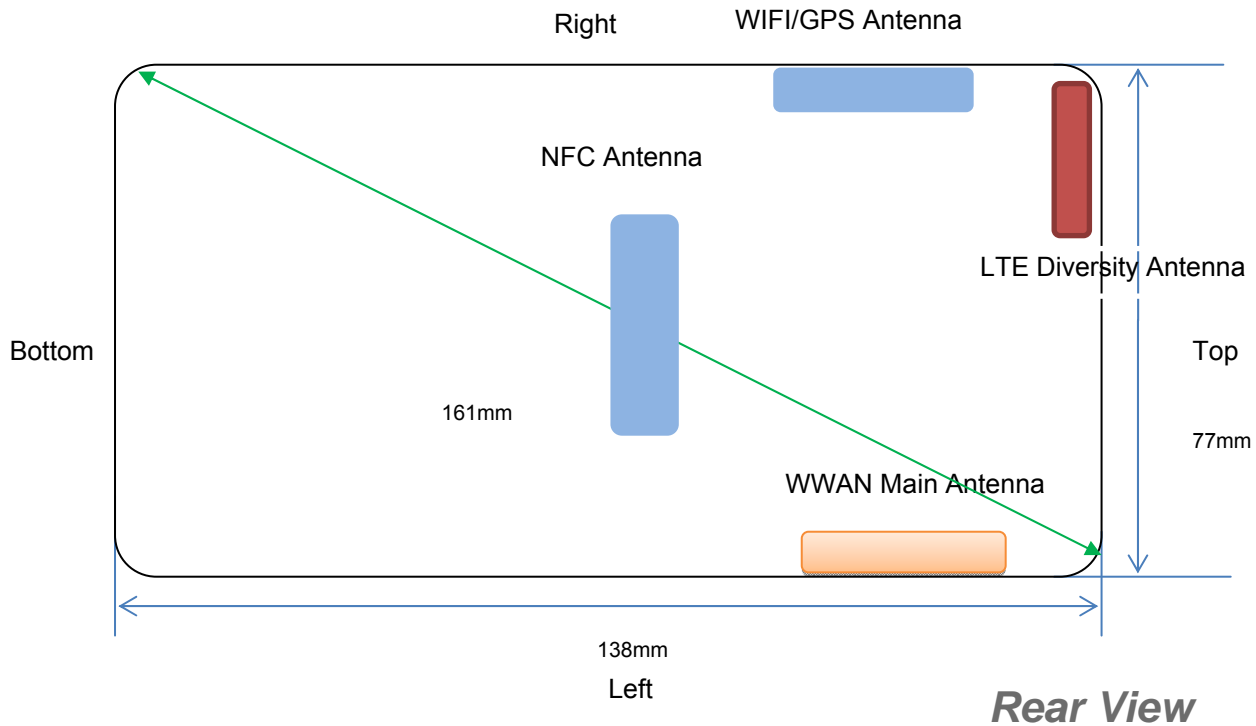 Right
WIFI/GPS Antenna
NFC Antenna
LTE Diversity Antenna
Bottom
Top
161mm
77mm
WWAN Main Antenna
138mm
Left
Rear View